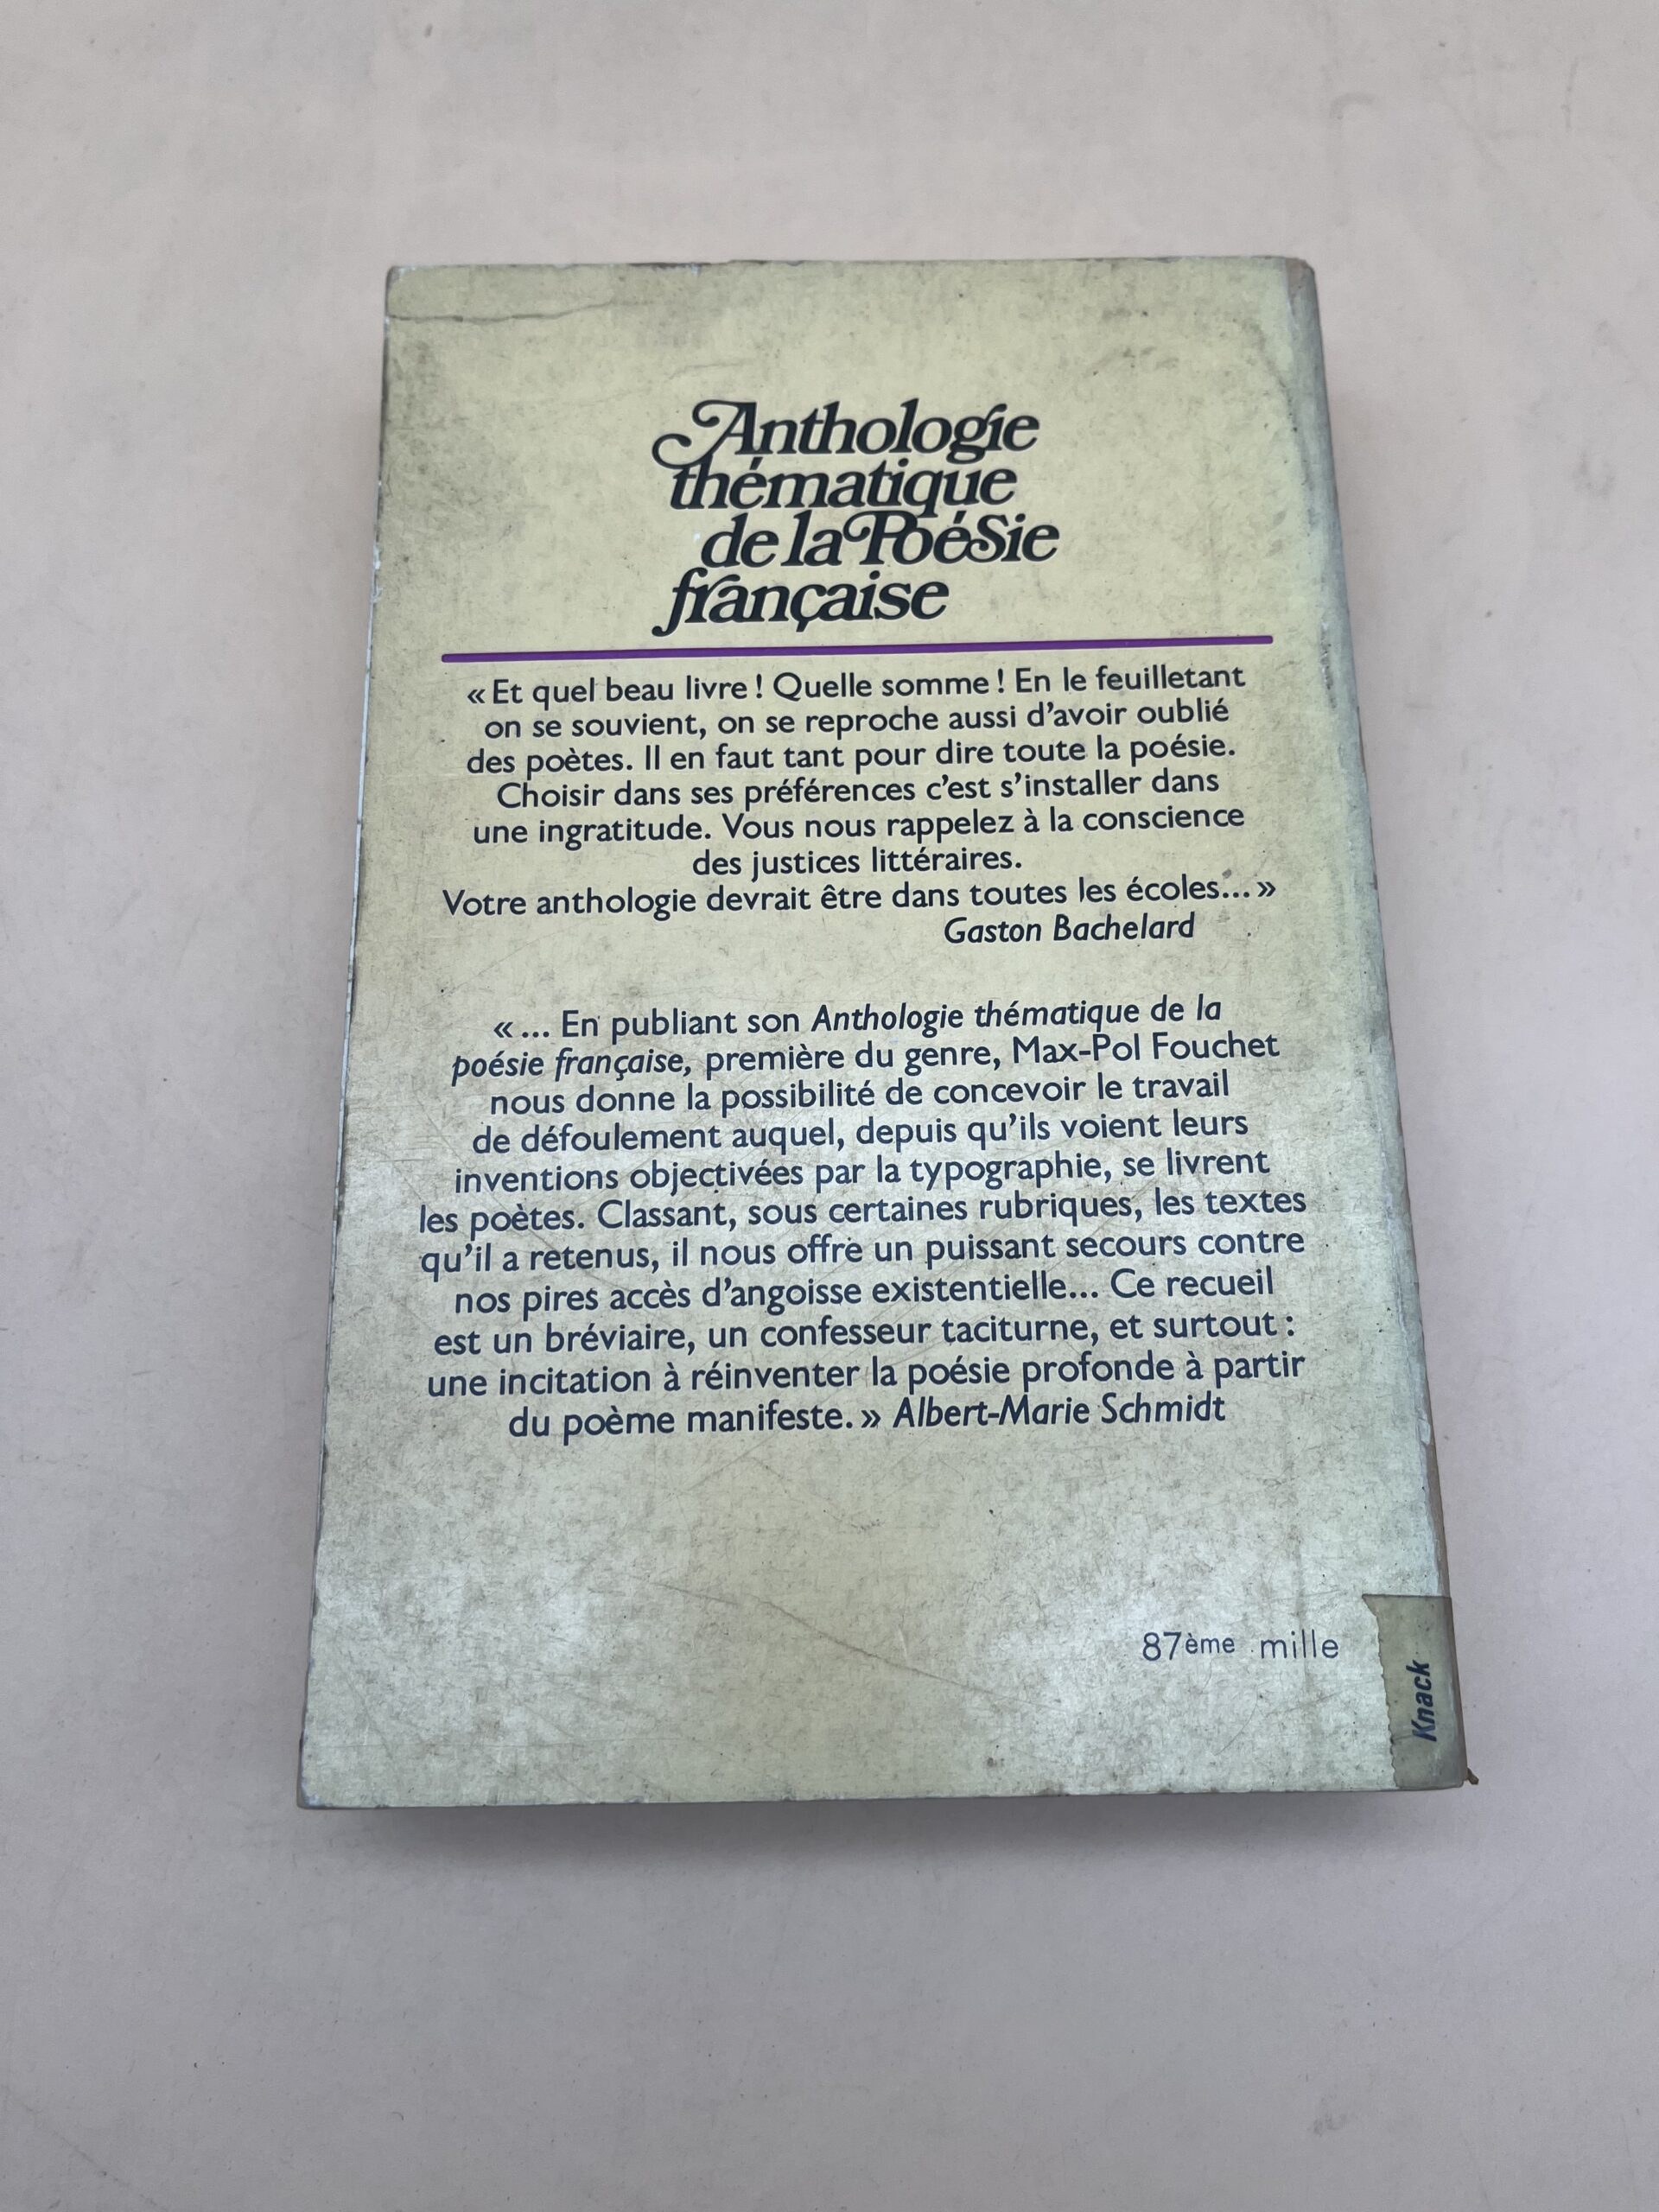 Anthologie
thématique
de la PoéSie
française
« Et quel beau livre ! Quelle somme ! En le feuilletant
on se souvient, on se reproche aussi d’avoir oublié
des poètes. Il en faut tant pour dire toute la poésie.
Choisir dans ses préférences c’est s’installer dans
une ingratitude. Vous nous rappelez à la conscience
des justices littéraires.
Votre anthologie devrait être dans toutes les écoles... »
Gaston Bachelard
« ... En publiant son Anthologie thématique de la
poésie française, première du genre, Max-Pol Fouchet
nous donne la possibilité de concevoir le travail
de défoulement auquel, depuis qu’ils voient leurs
inventions objectivées par la typographie, se livrent
les poètes. Classant, sous certaines rubriques, les textes
qu’il a retenus, il nous offre un puissant secours contre
nos pires accès d’angoisse existentielle... Ce recueil
est un bréviaire, un confesseur taciturne, et surtout :
une incitation à réinventer la poésie profonde à partir
du poème manifeste. » Albert-Marie Schmidt
87ème mille
Knack